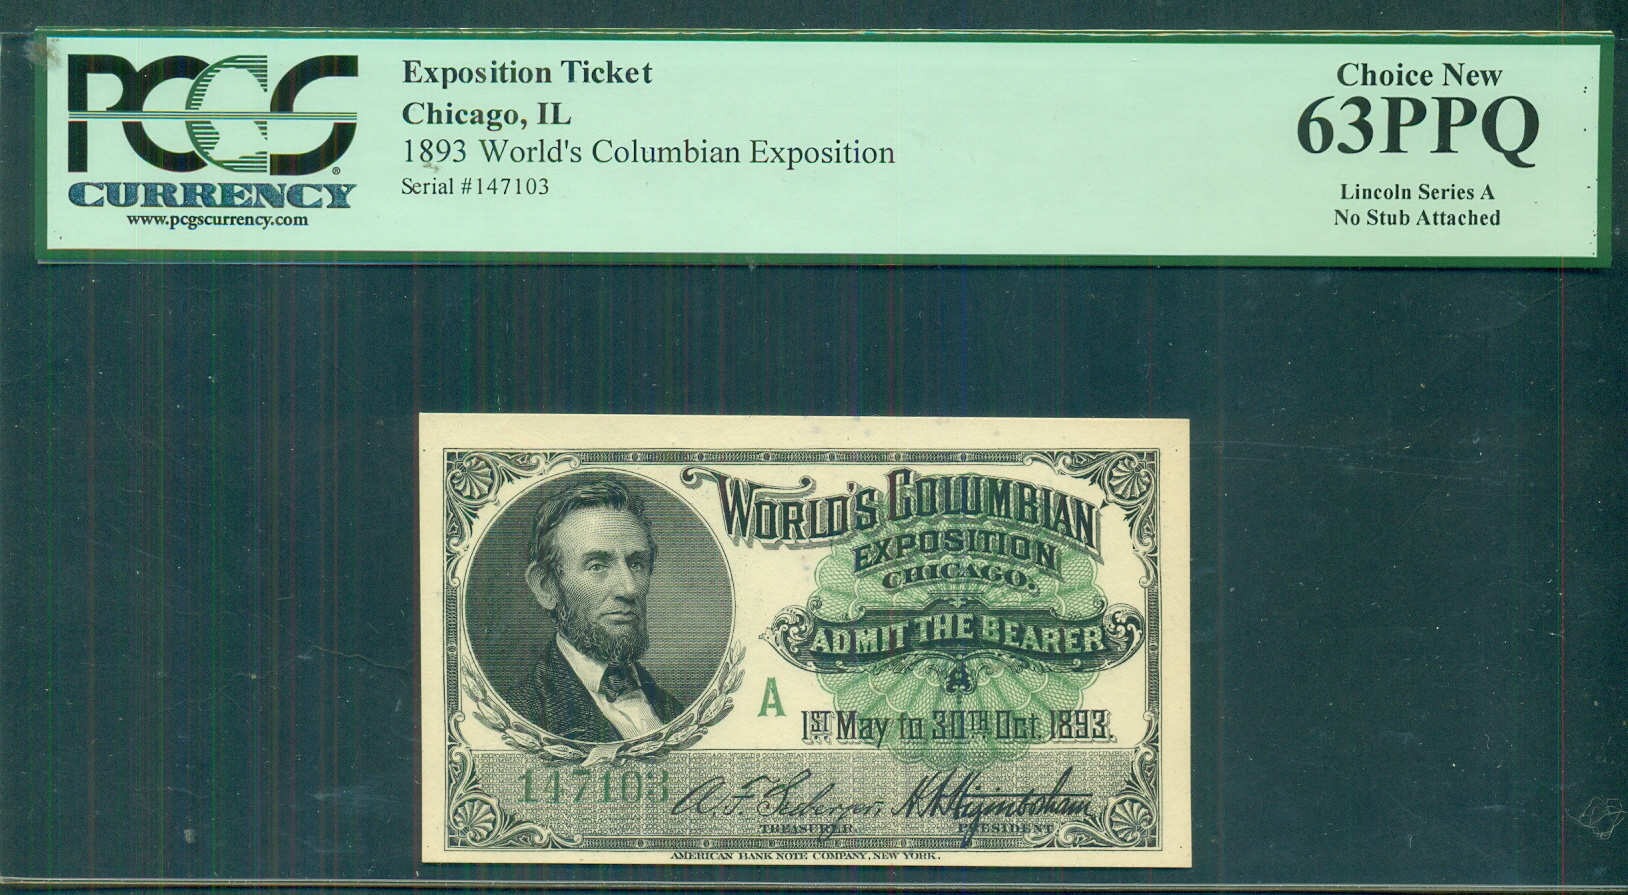 PCGS
CURRENCY
www.pcgscurrency.com
Exposition Ticket
Chicago, IL
1893 World's Columbian Exposition
Serial #147103
Choice New
63PPQ
Lincoln Series A
No Stub Attached
WORLD'S COLUMBIAN
EXPOSITION
CHICAGO.
ADMIT THE BEARER
A
A
1ST May to 30TH Oct. 1893.
147103
A. F. Seeberger. H. N. Higinbotham
TREASURER. PRESIDENT
AMERICAN BANK NOTE COMPANY, NEW YORK.